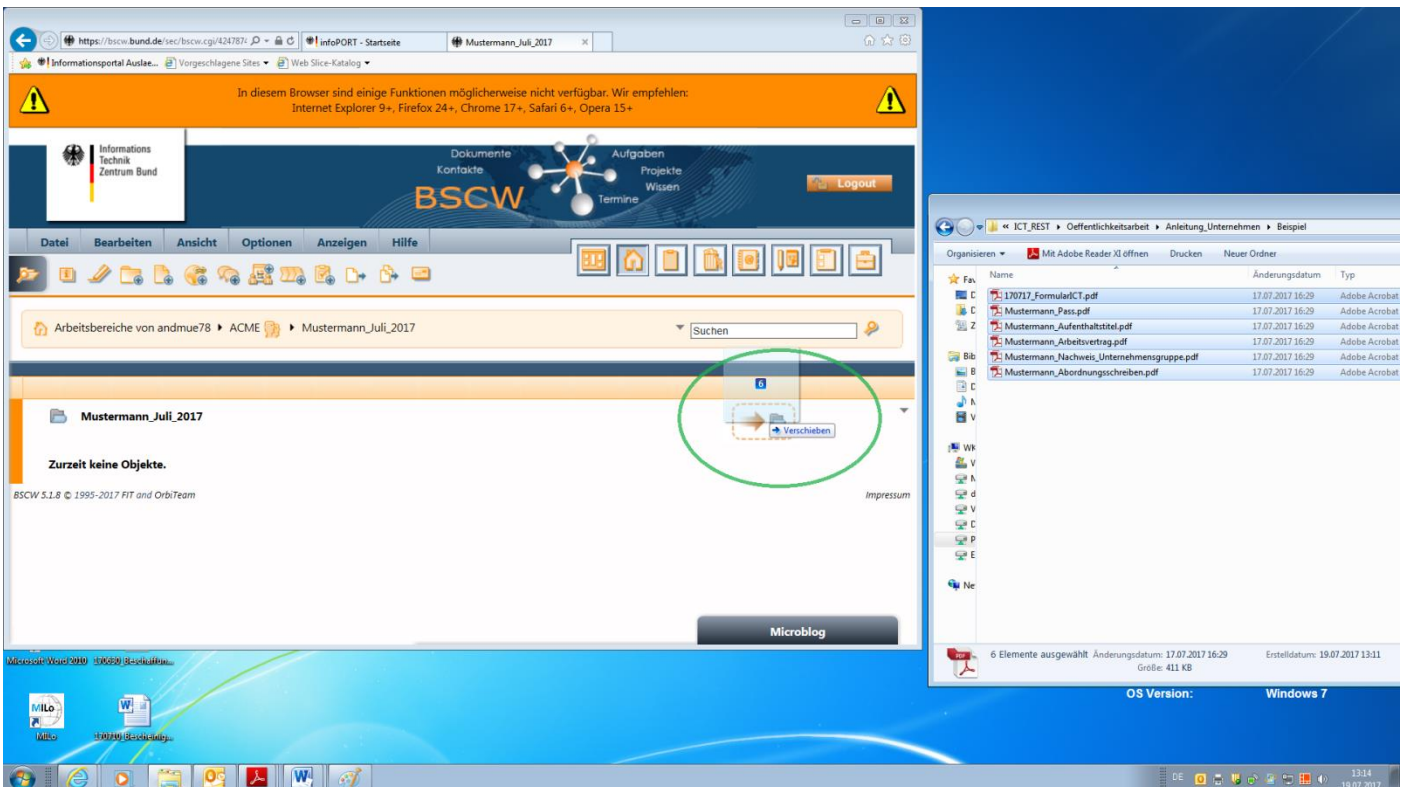 https://bscw.bund.de/sec/bscw.cgi/424787
infoPORT - Startseite
Mustermann_Juli_2017
Informationsportal Auslae...
Vorgeschlagene Sites
Web Slice-Katalog
In diesem Browser sind einige Funktionen möglicherweise nicht verfügbar. Wir empfehlen:
Internet Explorer 9+, Firefox 24+, Chrome 17+, Safari 6+, Opera 15+
Informations
Technik
Zentrum Bund
Dokumente
Kontakte
BSCW
Aufgaben
Projekte
Wissen
Termine
Logout
Datei Bearbeiten Ansicht Optionen Anzeigen Hilfe
Arbeitsbereiche von andmue78 ACME Mustermann_Juli_2017
Suchen
6
Verschieben
Mustermann_Juli_2017
Zurzeit keine Objekte.
BSCW 5.1.8 © 1995-2017 FIT and OrbiTeam
Impressum
Microblog
« ICT_REST Oeffentlichkeitsarbeit Anleitung_Unternehmen Beispiel
Organisieren Mit Adobe Reader XI öffnen Drucken Neuer Ordner
Name Änderungsdatum Typ
170717_FormularICT.pdf 17.07.2017 16:29 Adobe Acrobat
Mustermann_Pass.pdf 17.07.2017 16:29 Adobe Acrobat
Mustermann_Aufenthaltstitel.pdf 17.07.2017 16:29 Adobe Acrobat
Mustermann_Arbeitsvertrag.pdf 17.07.2017 16:29 Adobe Acrobat
Mustermann_Nachweis_Unternehmensgruppe.pdf 17.07.2017 16:29 Adobe Acrobat
Mustermann_Abordnungsschreiben.pdf 17.07.2017 16:29 Adobe Acrobat
Fav
D
D
Z
Bib
B
D
M
V
WK
V
N
d
V
D
P
E
Ne
6 Elemente ausgewählt Änderungsdatum: 17.07.2017 16:29 Erstelldatum: 19.07.2017 13:11
Größe: 411 KB
OS Version: Windows 7
Microsoft Word 2010
MiLo
MiLo
DE
13:14
19.07.2017